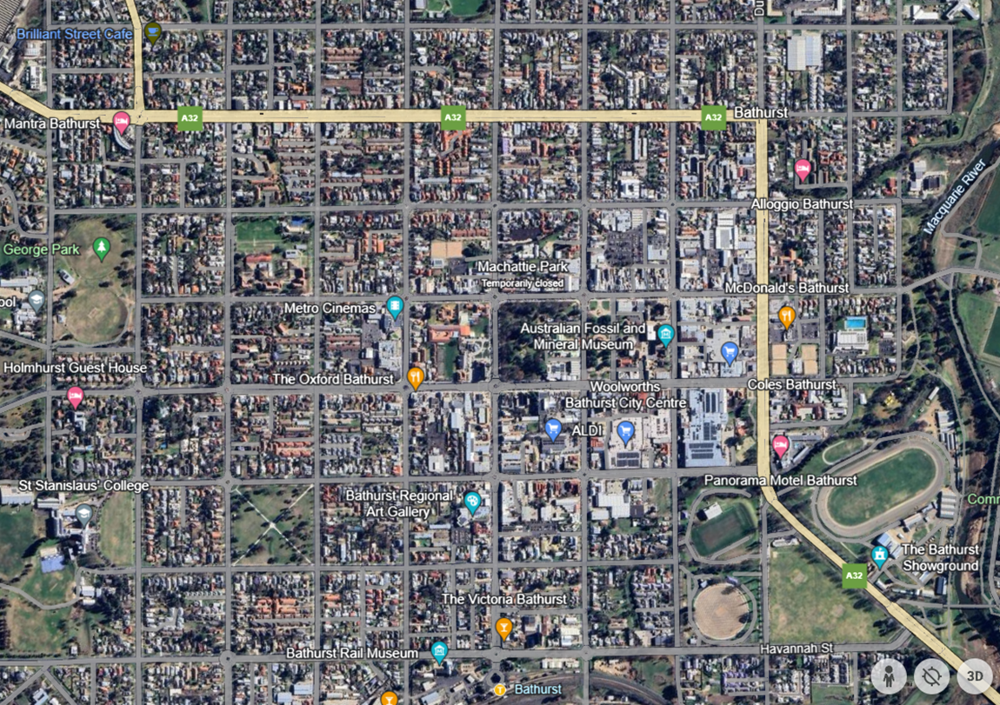 Du
Brilliant Street Cafe
A32
A32
A32
Bathurst
Mantra Bathurst
Macquarie River
Alloggio Bathurst
George Park
Machattie Park
Temporarily closed
McDonald's Bathurst
ool
Metro Cinemas
Australian Fossil and
Mineral Museum
Holmhurst Guest House
The Oxford Bathurst
Coles Bathurst
Woolworths
Bathurst City Centre
ALDI
St Stanislaus' College
Panorama Motel Bathurst
Bathurst Regional
Art Gallery
Com
The Bathurst
Showground
A32
The Victoria Bathurst
Havannah St
Bathurst Rail Museum
Bathurst
3D